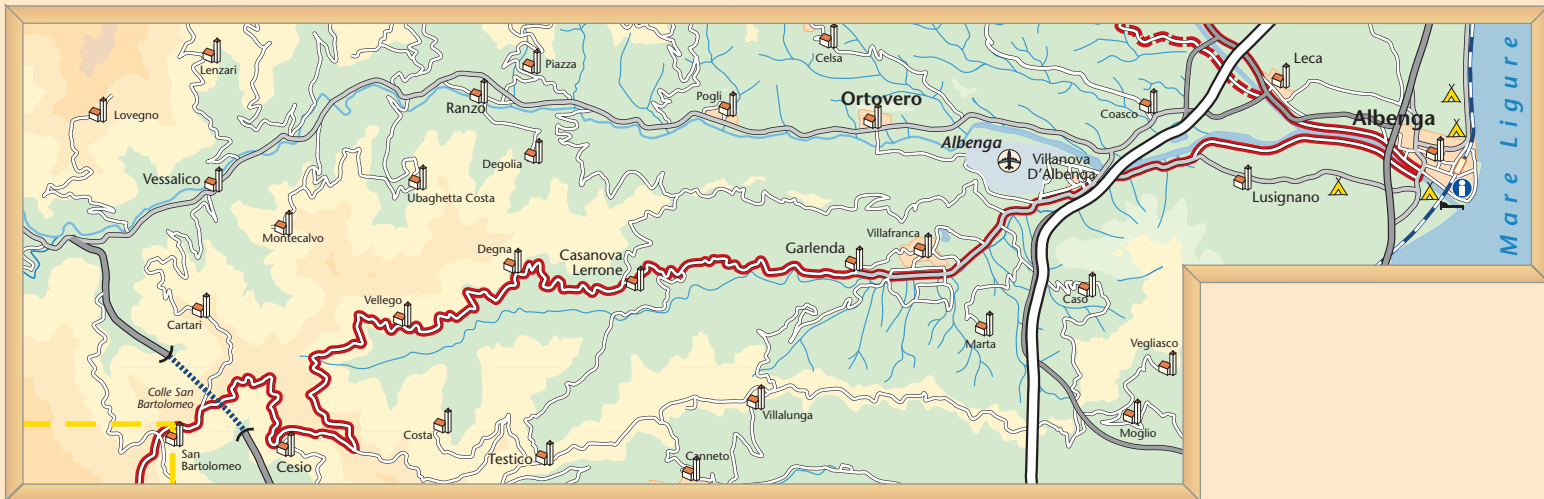 Lenzari
Piazza
Celsa
Leca
Lovegno
Ranzo
Pogli
Ortovero
Coasco
Albenga
Albenga
Vessalico
Degolia
Villanova
D'Albenga
Ubaghetta Costa
Lusignano
Mare Ligure
Montecalvo
Degna
Casanova
Lerrone
Garlenda
Villafranca
Cartari
Vellego
Caso
Marta
Vegliasco
Colle San
Bartolomeo
Costa
Villalunga
Moglio
San
Bartolomeo
Cesio
Testico
Canneto